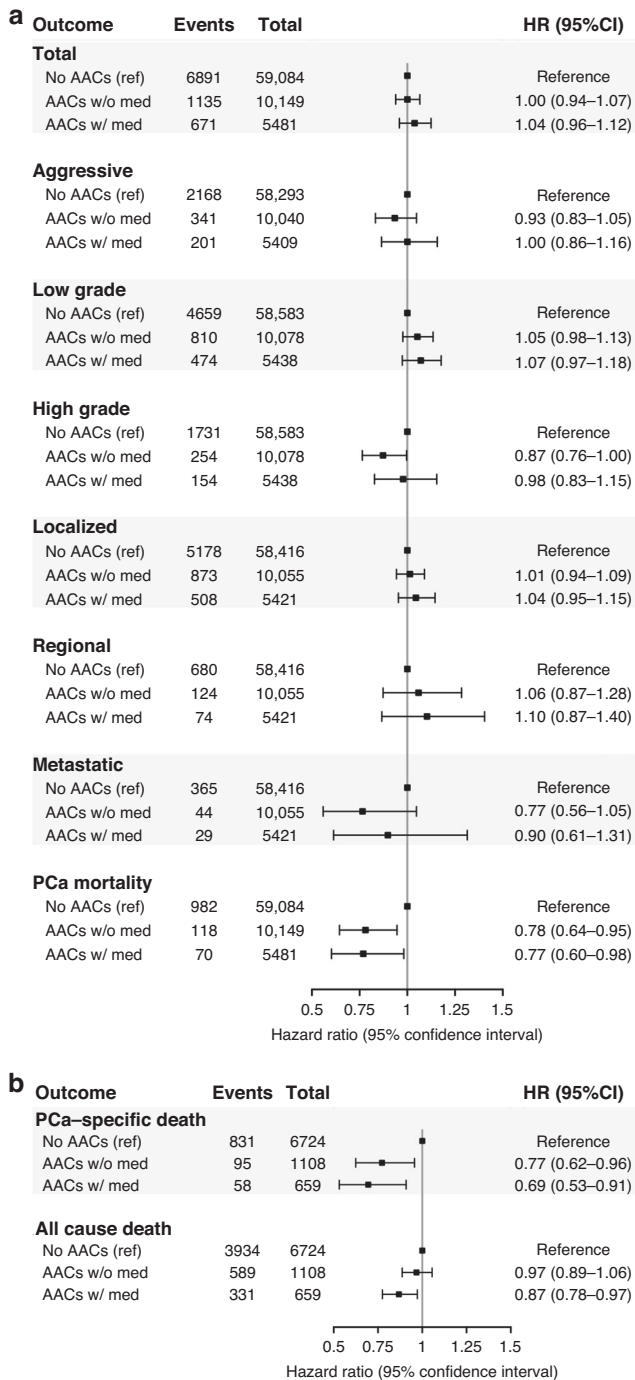 a
Outcome Events Total HR (95%CI)
Total
No AACs (ref) 6891 59,084 Reference
AACs w/o med 1135 10,149 1.00 (0.94–1.07)
AACs w/ med 671 5481 1.04 (0.96–1.12)
Aggressive
No AACs (ref) 2168 58,293 Reference
AACs w/o med 341 10,040 0.93 (0.83–1.05)
AACs w/ med 201 5409 1.00 (0.86–1.16)
Low grade
No AACs (ref) 4659 58,583 Reference
AACs w/o med 810 10,078 1.05 (0.98–1.13)
AACs w/ med 474 5438 1.07 (0.97–1.18)
High grade
No AACs (ref) 1731 58,583 Reference
AACs w/o med 254 10,078 0.87 (0.76–1.00)
AACs w/ med 154 5438 0.98 (0.83–1.15)
Localized
No AACs (ref) 5178 58,416 Reference
AACs w/o med 873 10,055 1.01 (0.94–1.09)
AACs w/ med 508 5421 1.04 (0.95–1.15)
Regional
No AACs (ref) 680 58,416 Reference
AACs w/o med 124 10,055 1.06 (0.87–1.28)
AACs w/ med 74 5421 1.10 (0.87–1.40)
Metastatic
No AACs (ref) 365 58,416 Reference
AACs w/o med 44 10,055 0.77 (0.56–1.05)
AACs w/ med 29 5421 0.90 (0.61–1.31)
PCa mortality
No AACs (ref) 982 59,084 Reference
AACs w/o med 118 10,149 0.78 (0.64–0.95)
AACs w/ med 70 5481 0.77 (0.60–0.98)
0.5 0.75 1 1.25 1.5
Hazard ratio (95% confidence interval)
b
Outcome Events Total HR (95%CI)
PCa–specific death
No AACs (ref) 831 6724 Reference
AACs w/o med 95 1108 0.77 (0.62–0.96)
AACs w/ med 58 659 0.69 (0.53–0.91)
All cause death
No AACs (ref) 3934 6724 Reference
AACs w/o med 589 1108 0.97 (0.89–1.06)
AACs w/ med 331 659 0.87 (0.78–0.97)
0.5 0.75 1 1.25 1.5
Hazard ratio (95% confidence interval)